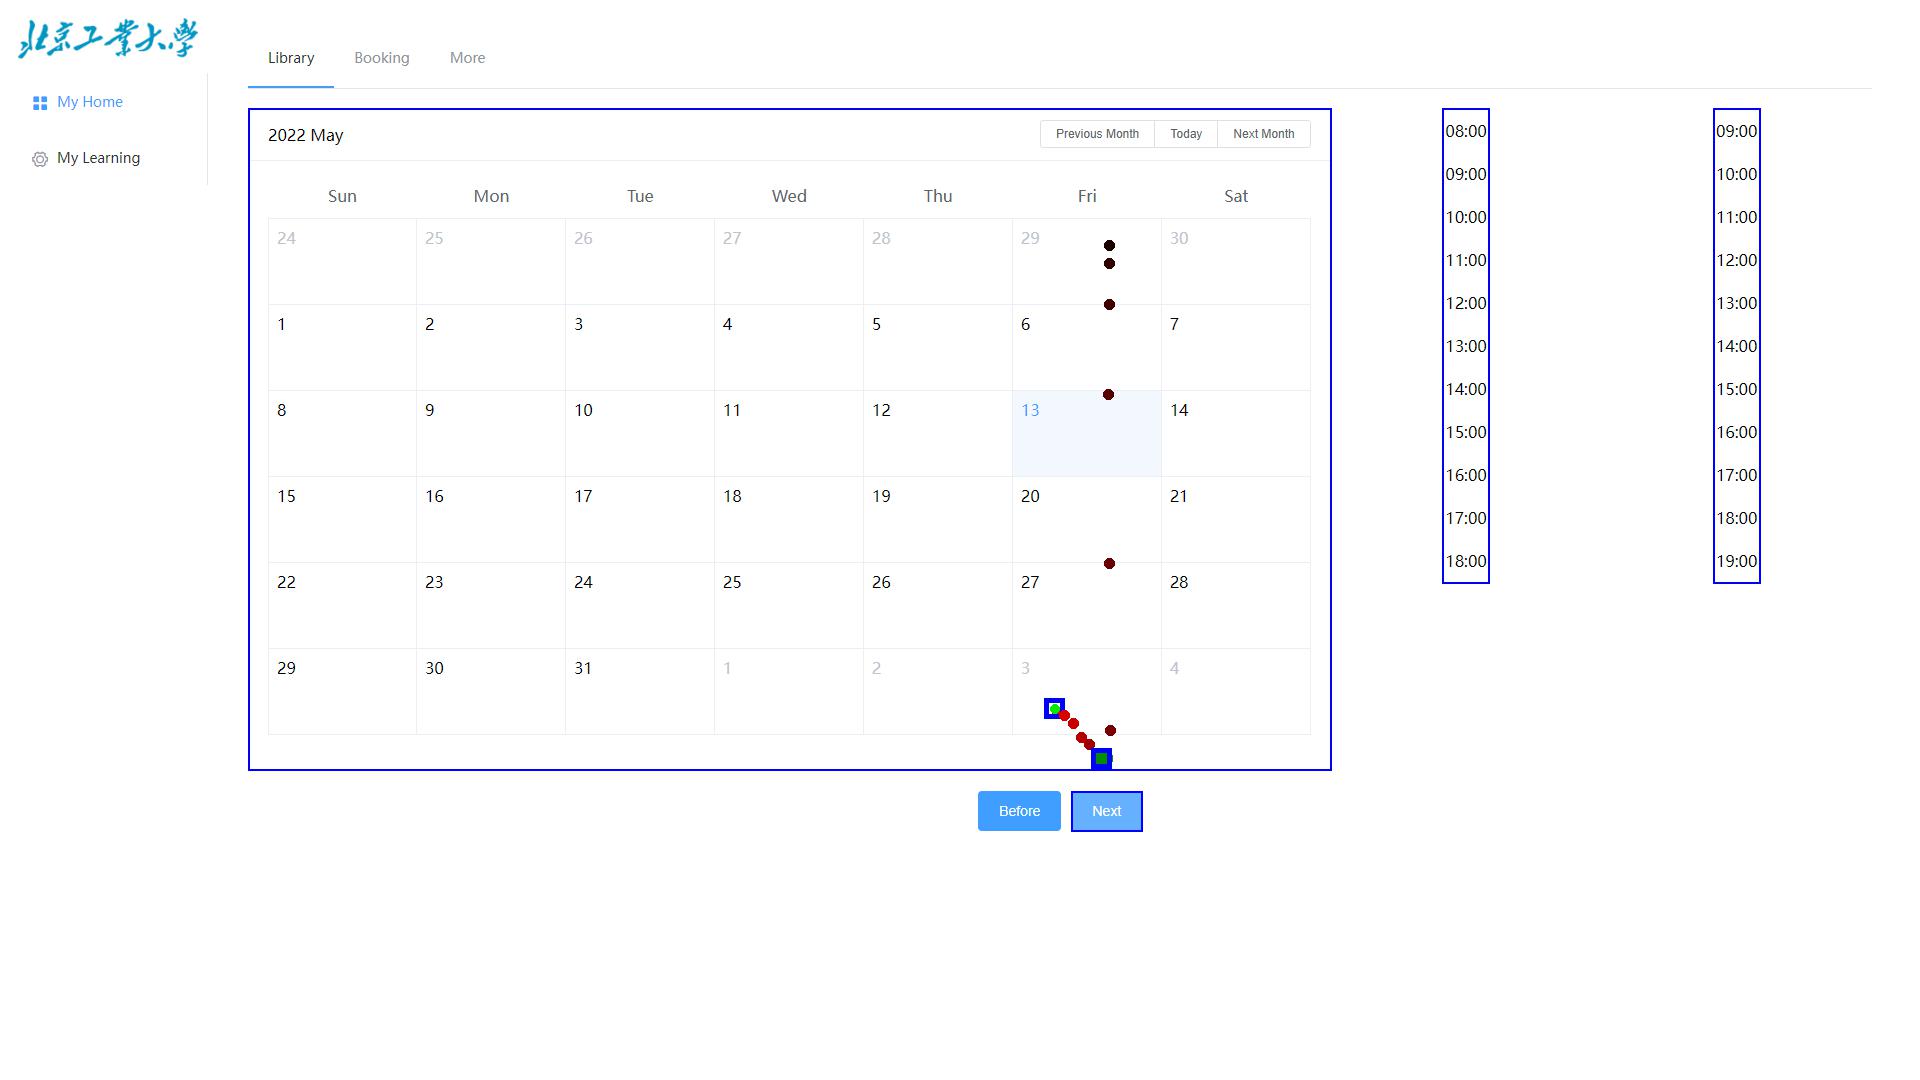 北京工業大學
Library Booking More
My Home
My Learning
2022 May
Previous Month Today Next Month
Sun Mon Tue Wed Thu Fri Sat
24 25 26 27 28 29 30
1 2 3 4 5 6 7
8 9 10 11 12 13 14
15 16 17 18 19 20 21
22 23 24 25 26 27 28
29 30 31 1 2 3 4
Before Next
08:00
09:00
10:00
11:00
12:00
13:00
14:00
15:00
16:00
17:00
18:00
09:00
10:00
11:00
12:00
13:00
14:00
15:00
16:00
17:00
18:00
19:00